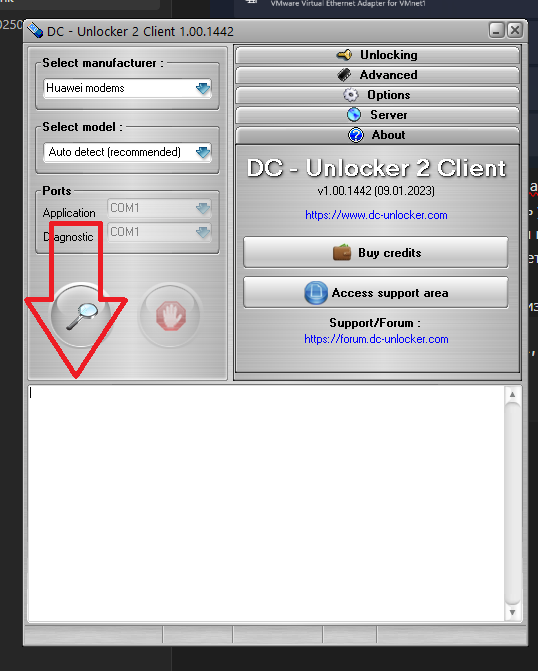 VMware Virtual Ethernet Adapter for VMnet1
DC - Unlocker 2 Client 1.00.1442
Select manufacturer :
Huawei modems
Select model :
Auto detect (recommended)
Ports
Application
COM1
Diagnostic
COM1
Unlocking
Advanced
Options
Server
About
DC - Unlocker 2 Client
v1.00.1442 (09.01.2023)
https://www.dc-unlocker.com
Buy credits
Access support area
Support/Forum :
https://forum.dc-unlocker.com